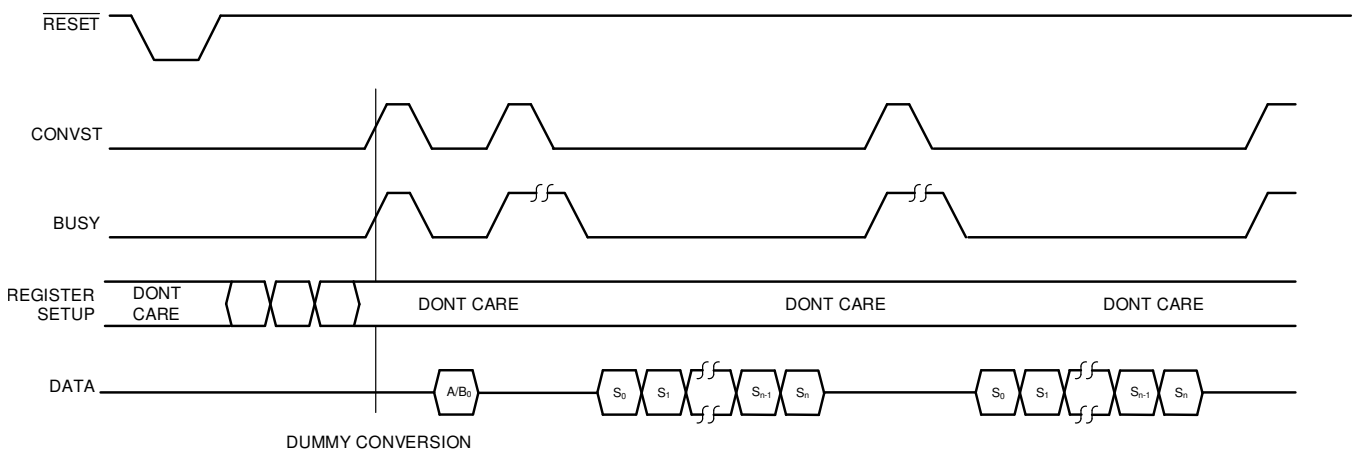 RESET
CONVST
BUSY
REGISTER
SETUP
DONT
CARE
DONT CARE
DONT CARE
DONT CARE
DATA
A/B₀
S₀
S₁
Sₙ₋₁
Sₙ
S₀
S₁
Sₙ₋₁
Sₙ
DUMMY CONVERSION